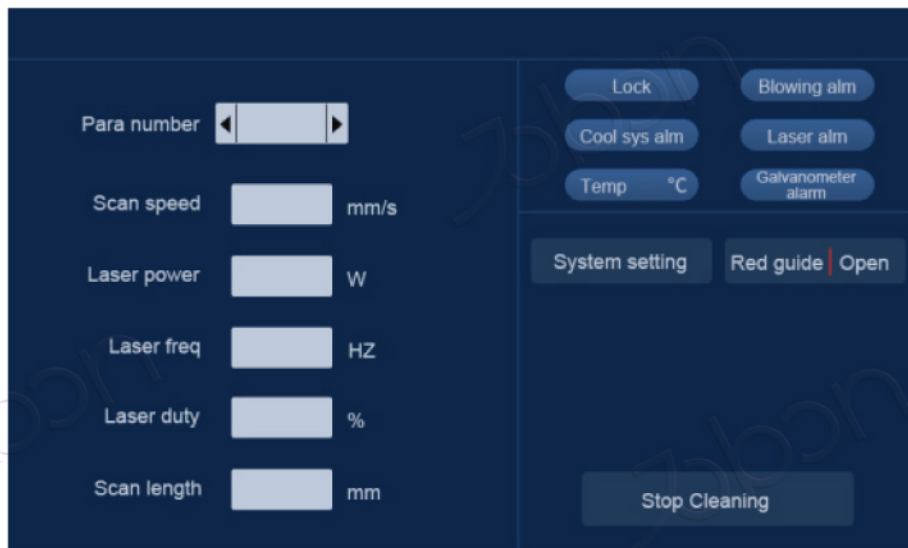 Para number
Scan speed mm/s
Laser power W
Laser freq HZ
Laser duty %
Scan length mm
Lock Blowing alm
Cool sys alm Laser alm
Temp °C Galvanometer
alarm
System setting Red guide Open
Stop Cleaning